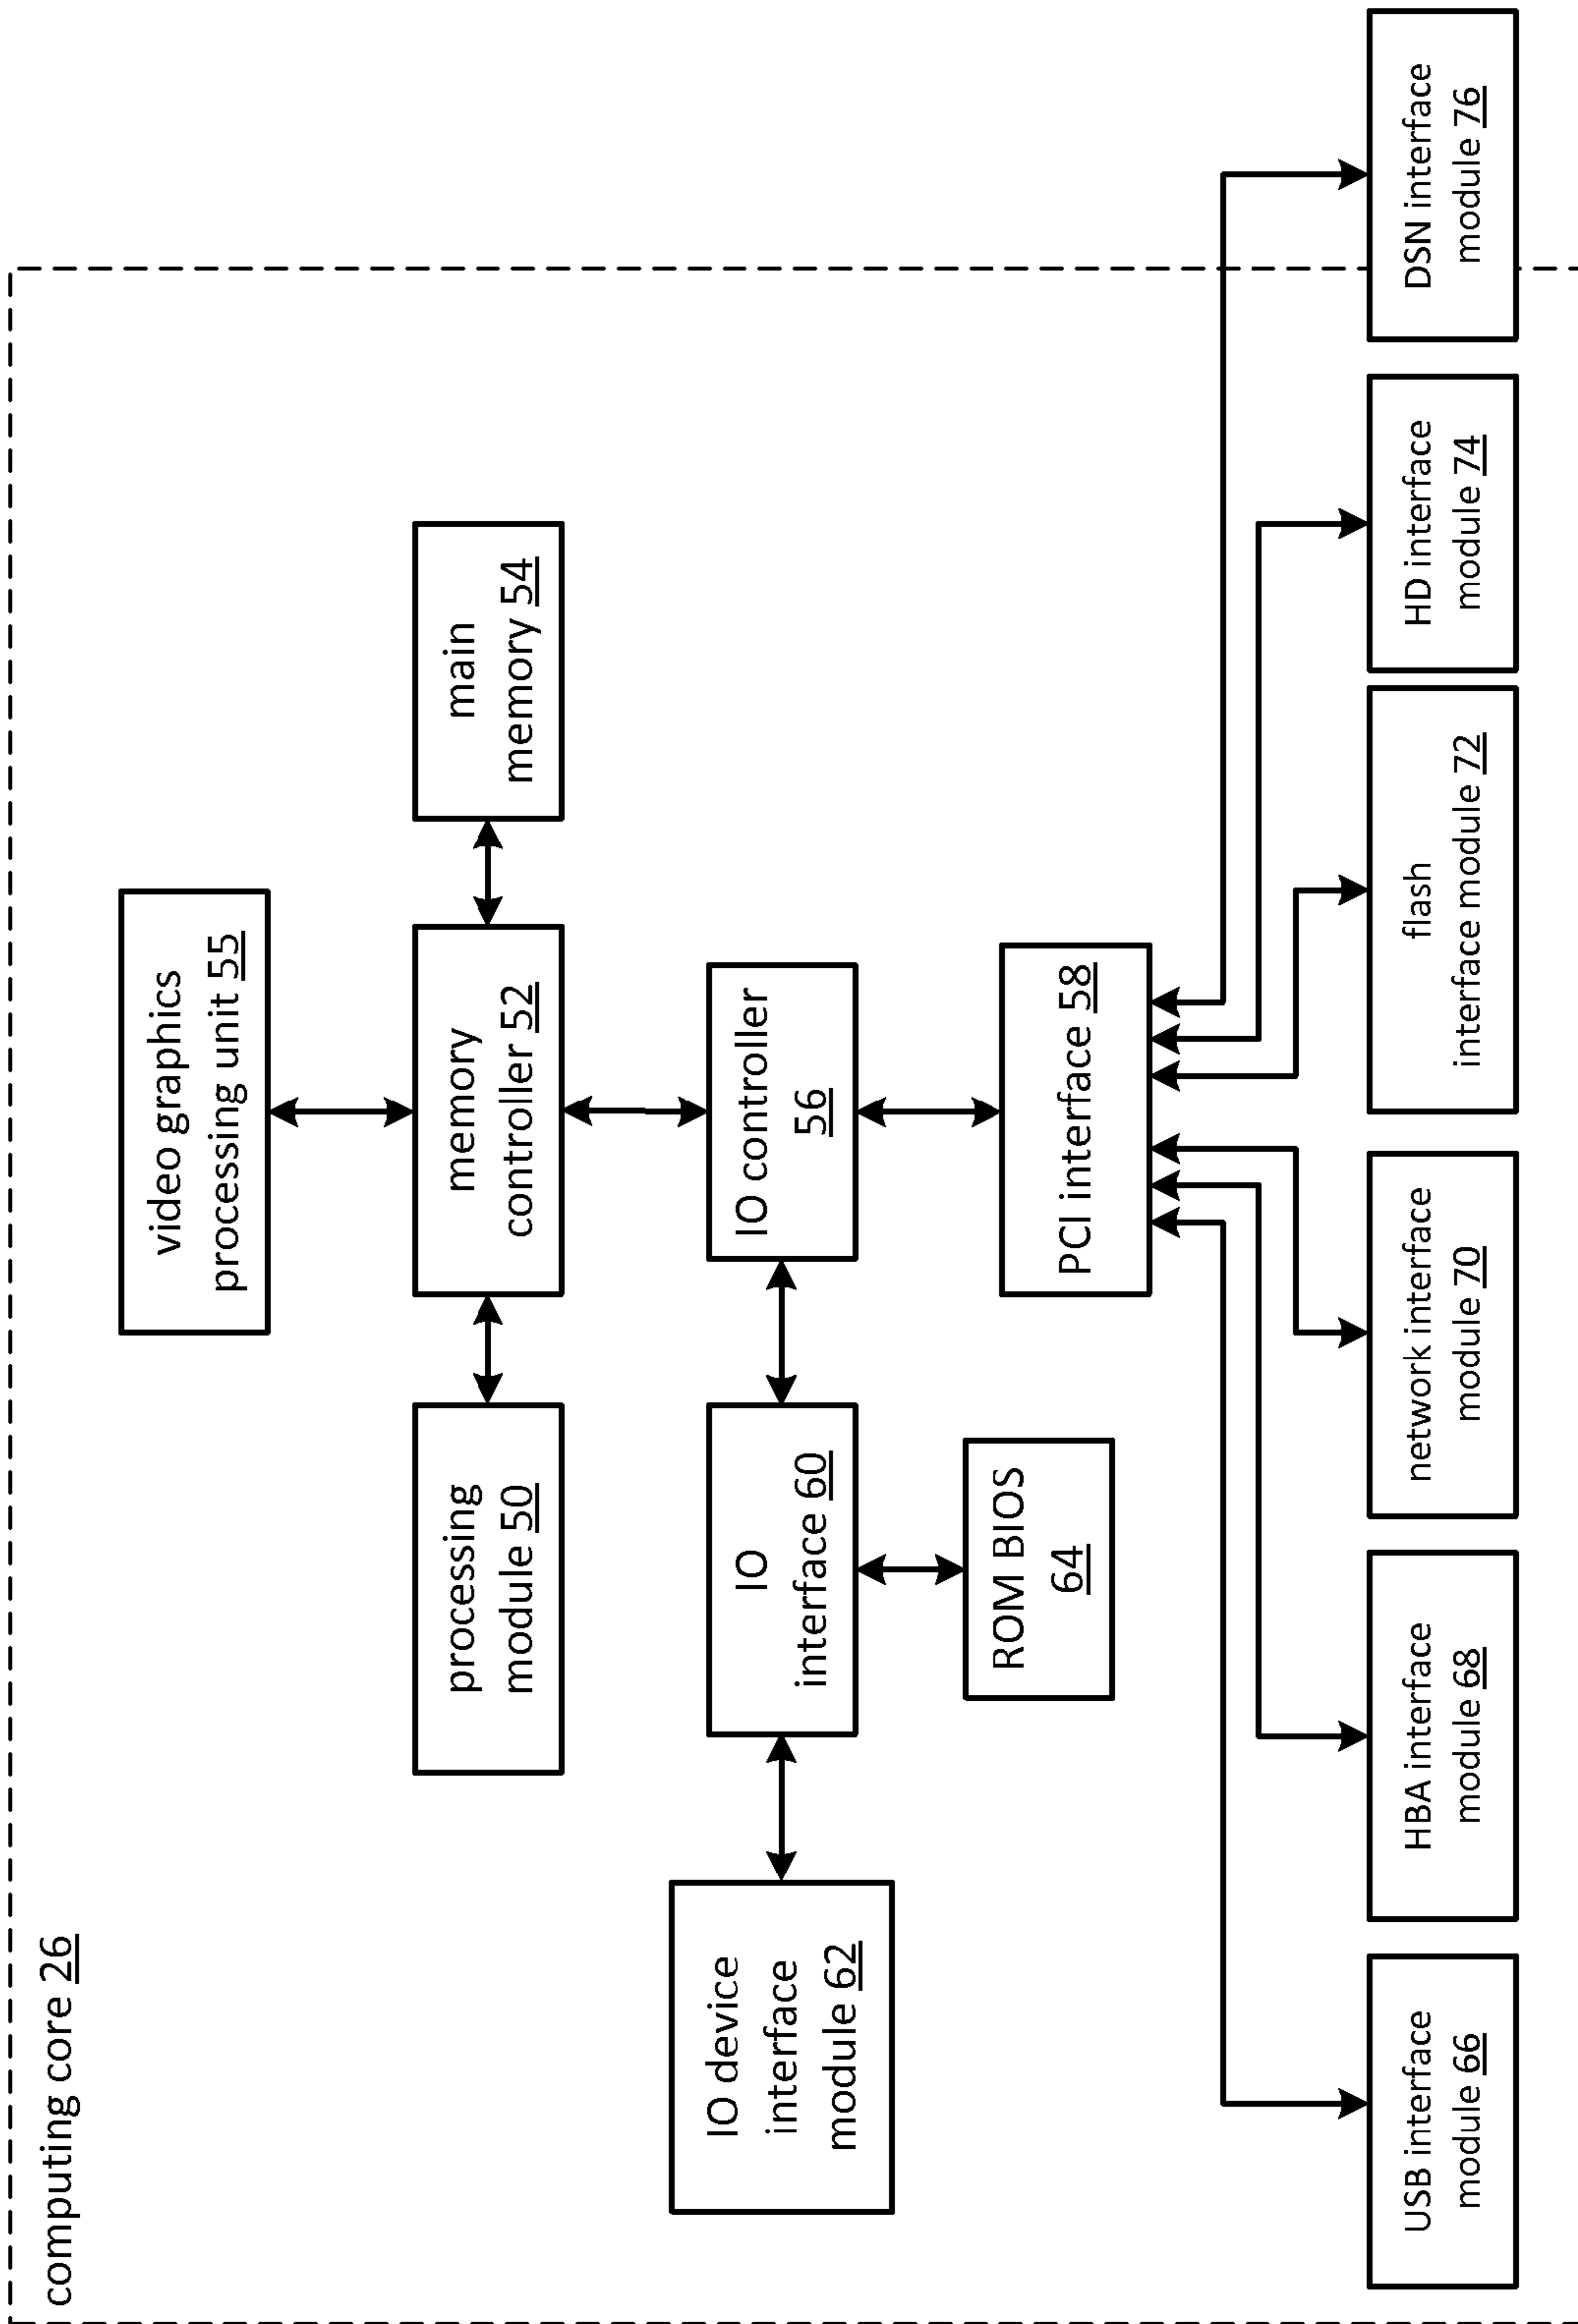 computing core 26
video graphics
processing unit 55
processing
module 50
memory
controller 52
main
memory 54
IO device
interface
module 62
IO
interface 60
IO controller
56
ROM BIOS
64
PCI interface 58
USB interface
module 66
HBA interface
module 68
network interface
module 70
flash
interface module 72
HD interface
module 74
DSN interface
module 76